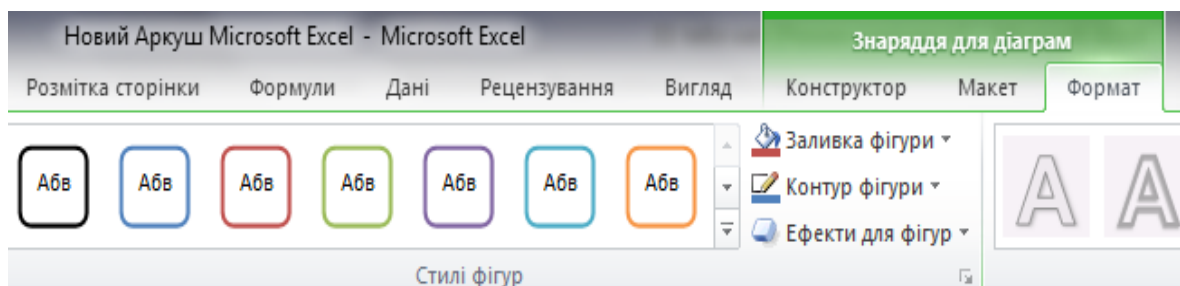 Новий Аркуш Microsoft Excel - Microsoft Excel
Знаряддя для діаграм
Розмітка сторінки Формули Дані Рецензування Вигляд Конструктор Макет Формат
Абв Абв Абв Абв Абв Абв Абв
Заливка фігури
Контур фігури
Ефекти для фігур
A A
Стилі фігур